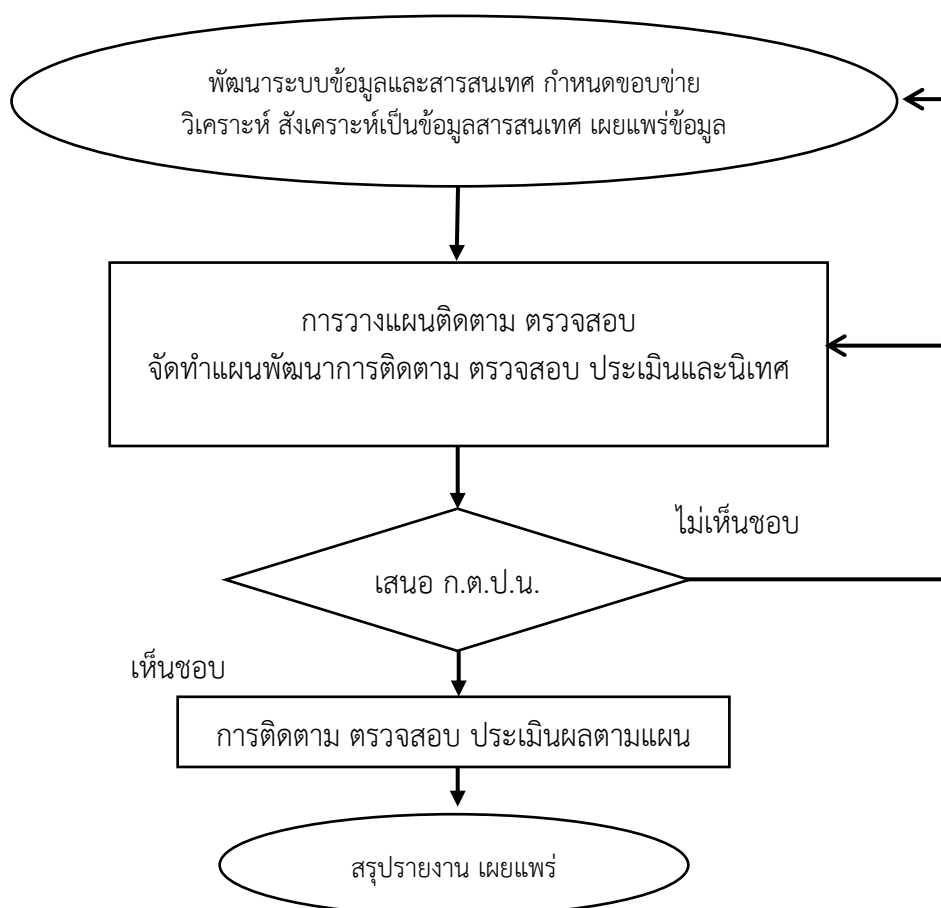 พัฒนาระบบข้อมูลและสารสนเทศ กำหนดขอบข่าย
วิเคราะห์ สังเคราะห์เป็นข้อมูลสารสนเทศ เผยแพร่ข้อมูล
การวางแผนติดตาม ตรวจสอบ
จัดทำแผนพัฒนาการติดตาม ตรวจสอบ ประเมินและนิเทศ
ไม่เห็นชอบ
เสนอ ก.ต.ป.น.
เห็นชอบ
การติดตาม ตรวจสอบ ประเมินผลตามแผน
สรุปรายงาน เผยแพร่